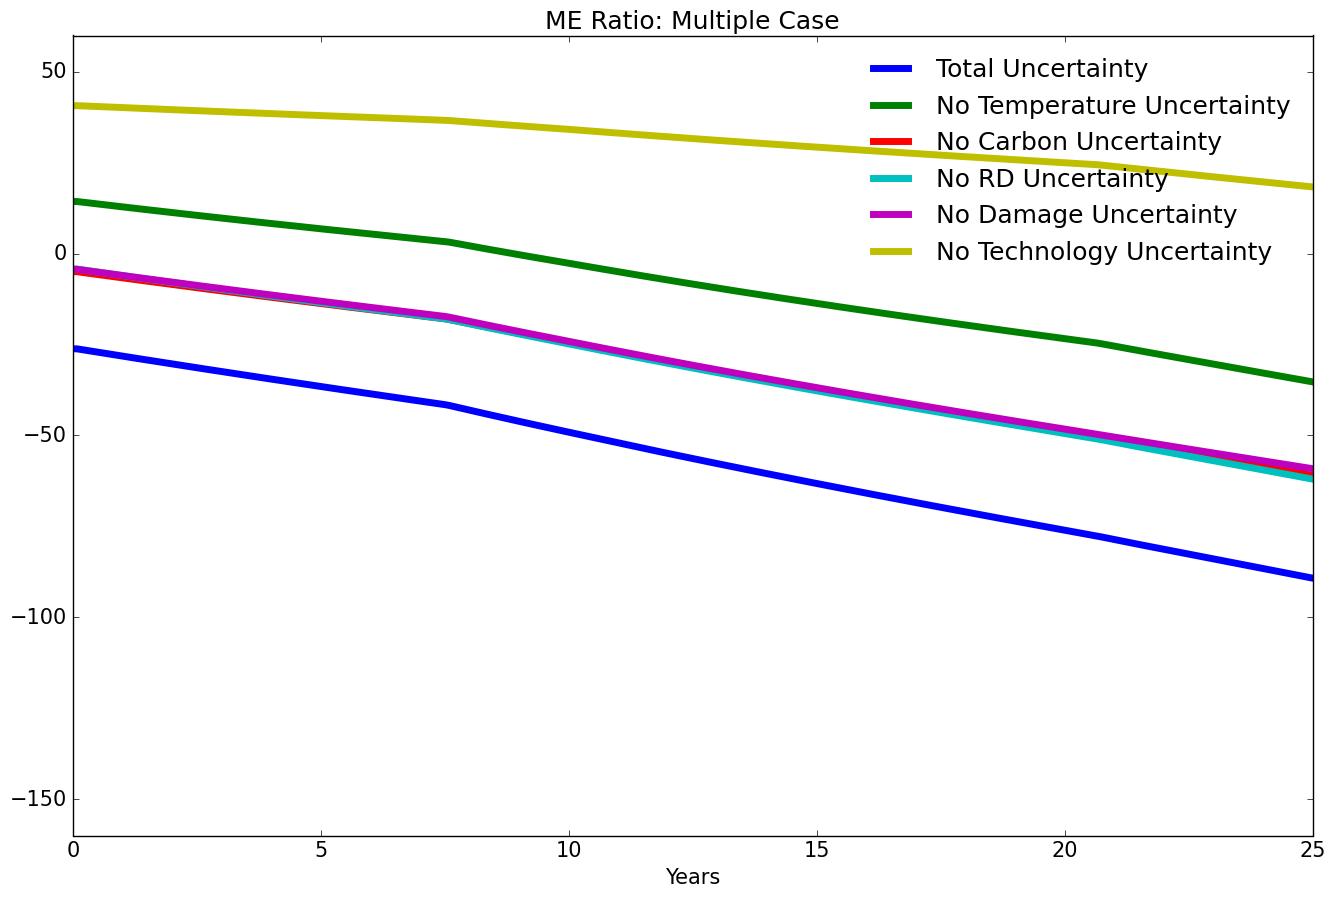 ME Ratio: Multiple Case
50
0
−50
−100
−150
Total Uncertainty
No Temperature Uncertainty
No Carbon Uncertainty
No RD Uncertainty
No Damage Uncertainty
No Technology Uncertainty
0 5 10 15 20 25
Years